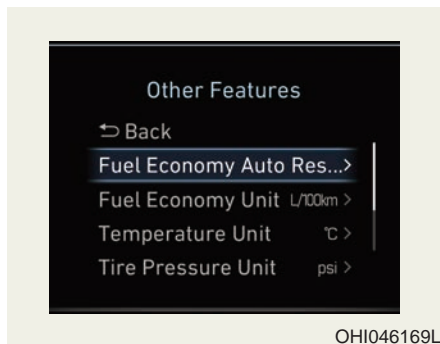 Other Features
Back
Fuel Economy Auto Res...>
Fuel Economy Unit L/100km >
Temperature Unit ℃ >
Tire Pressure Unit psi >
OHI046169L